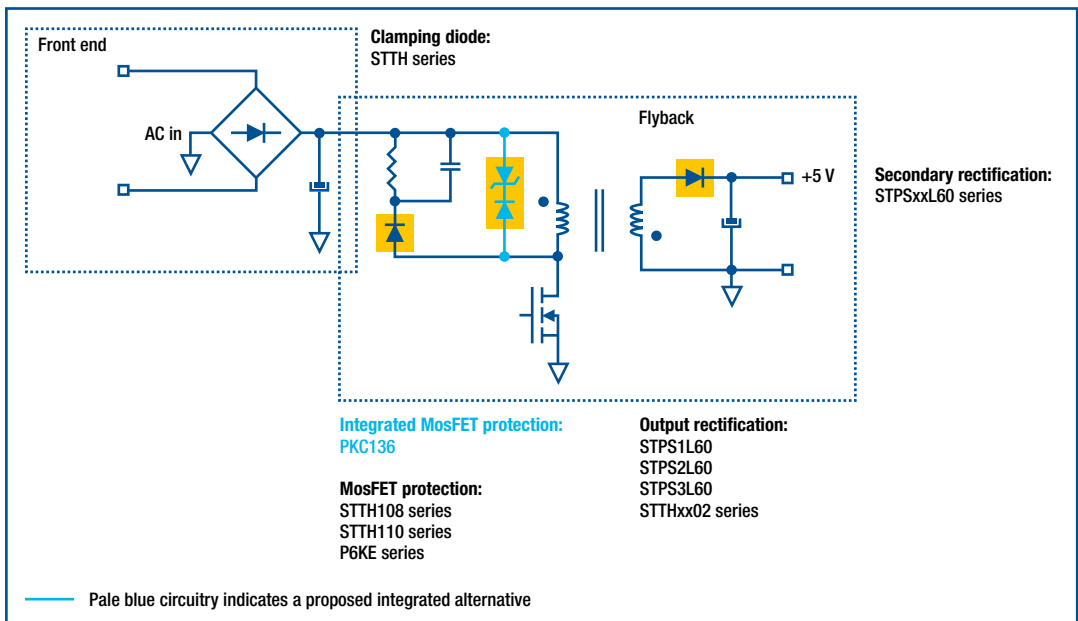 Front end
Clamping diode:
STTH series
AC in
Flyback
+5 V
Secondary rectification:
STPSxxL60 series
Integrated MosFET protection:
PKC136
MosFET protection:
STTH108 series
STTH110 series
P6KE series
Output rectification:
STPS1L60
STPS2L60
STPS3L60
STTHxx02 series
Pale blue circuitry indicates a proposed integrated alternative